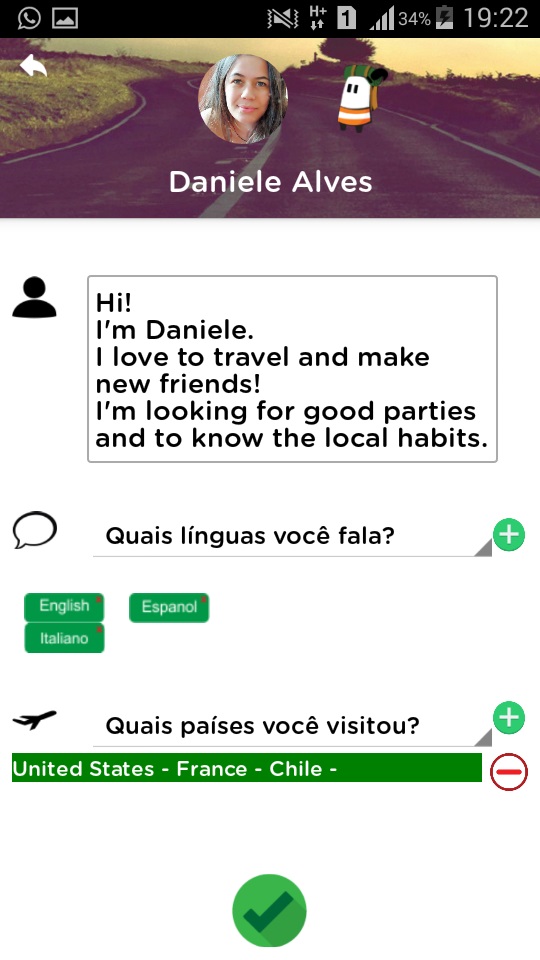 H+ 1 34% 19:22
Daniele Alves
Hi!
I'm Daniele.
I love to travel and make
new friends!
I'm looking for good parties
and to know the local habits.
Quais línguas você fala?
English Espanol
Italiano
Quais países você visitou?
United States - France - Chile -